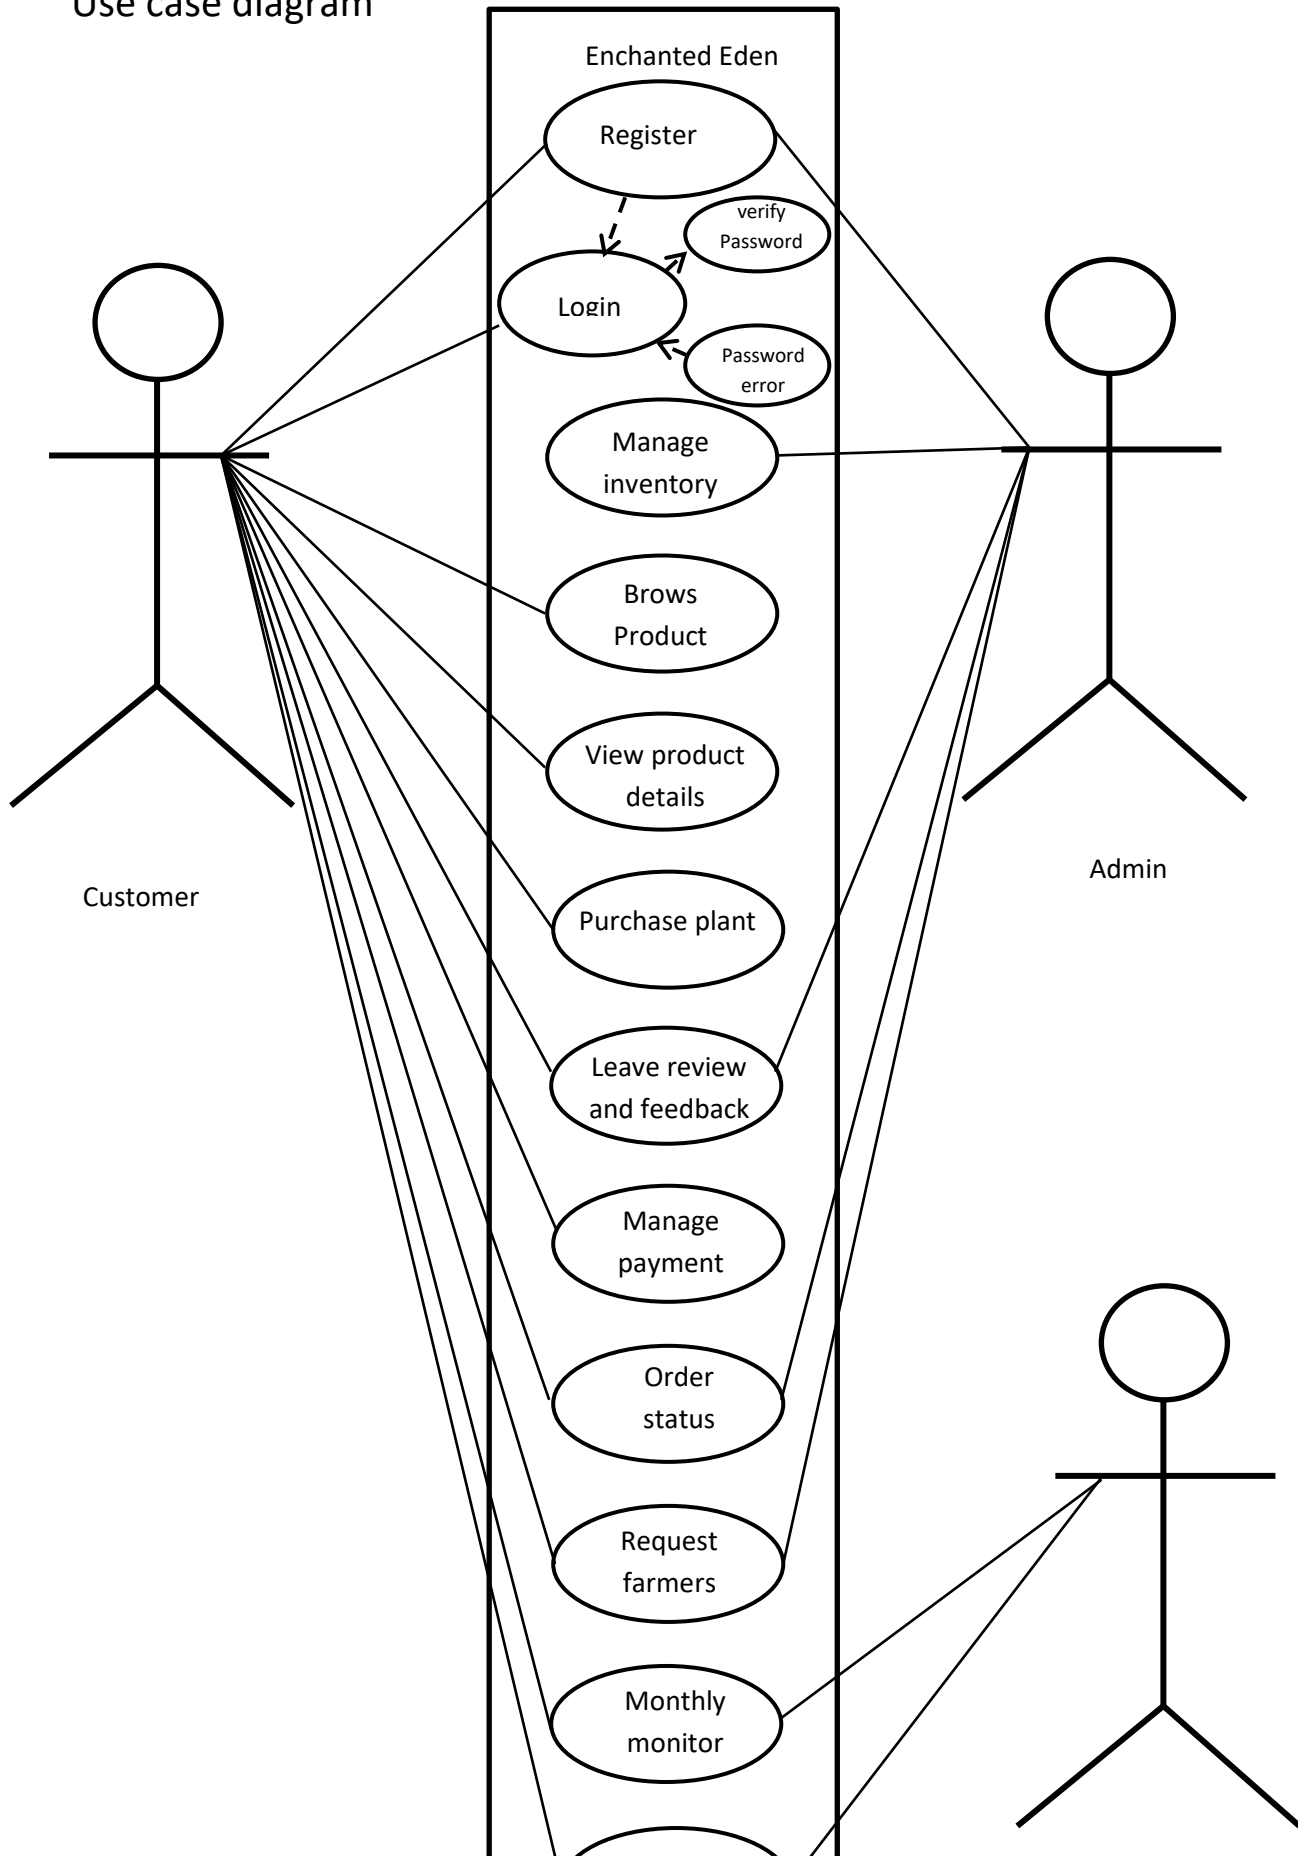 Use case diagram
Enchanted Eden
Register
verify
Password
Login
Password
error
Manage
inventory
Brows
Product
View product
details
Purchase plant
Leave review
and feedback
Manage
payment
Order
status
Request
farmers
Monthly
monitor
Customer
Admin